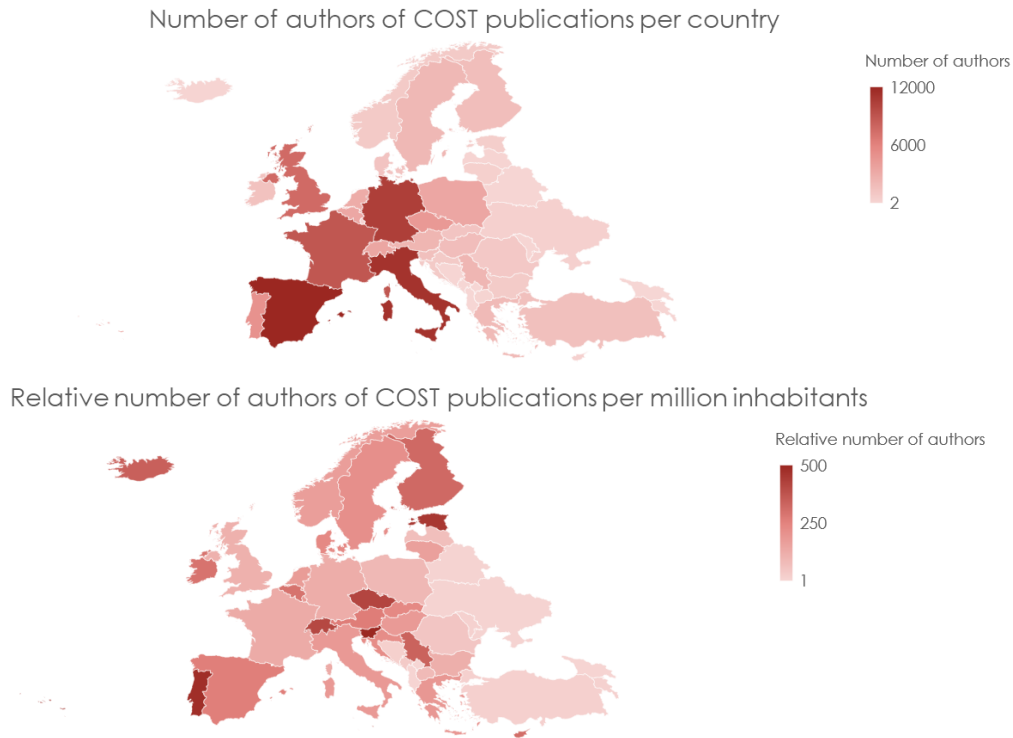 Number of authors of COST publications per country
Number of authors
12000
6000
2
Relative number of authors of COST publications per million inhabitants
Relative number of authors
500
250
1